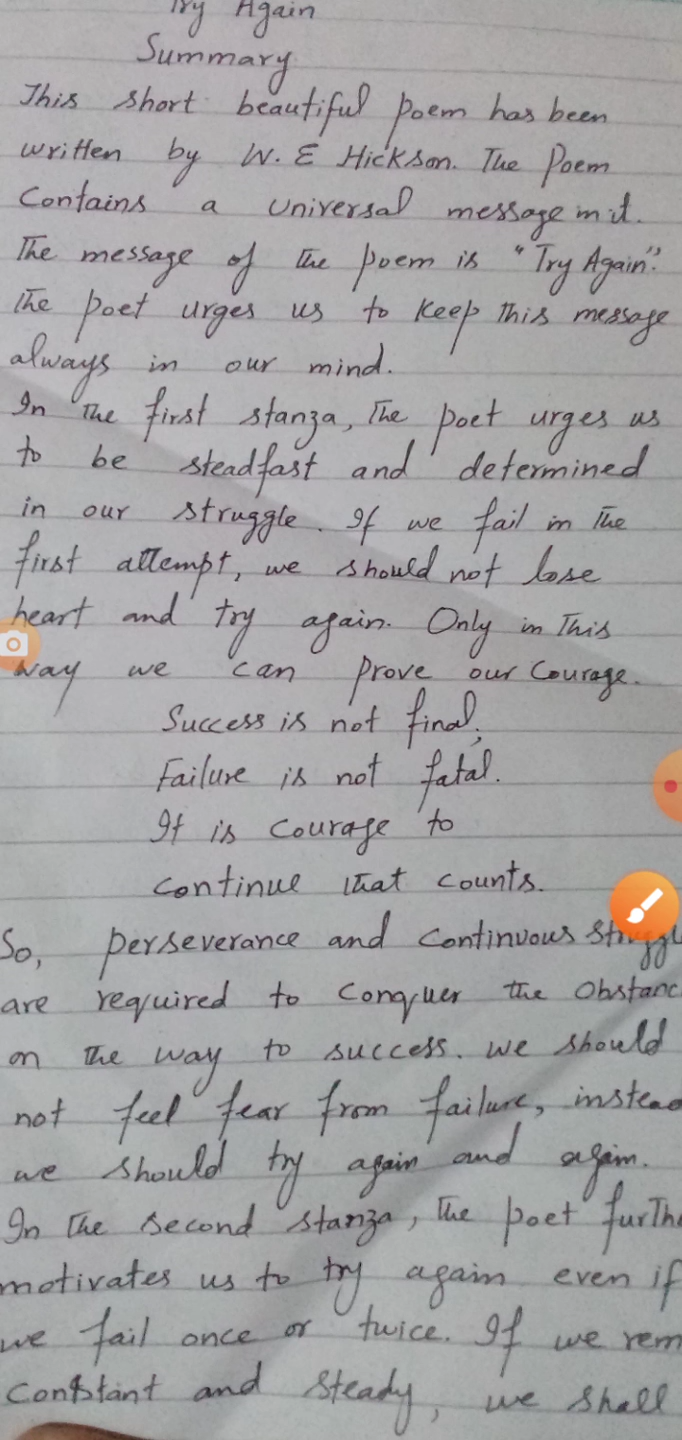 Try Again
Summary
This short beautiful poem has been
written by W. E Hickson. The Poem
Contains a Universal message in it.
The message of the poem is "Try Again".
The poet urges us to keep this message
always in our mind.
In the first stanza, The poet urges us
to be steadfast and determined
in our struggle. If we fail in the
first attempt, we should not lose
heart and try again. Only in This
way we can prove our Courage.
Success is not final;
Failure is not fatal.
It is Courage to
continue that counts.
So, perseverance and continuous struggl
are required to conquer the Obstanc
on the way to success. we should
not feel fear from failure, instead
we should try again and again.
In The second stanza, The poet furthe
motivates us to try again even if
we fail once or twice. If we rem
Constant and steady, we shall